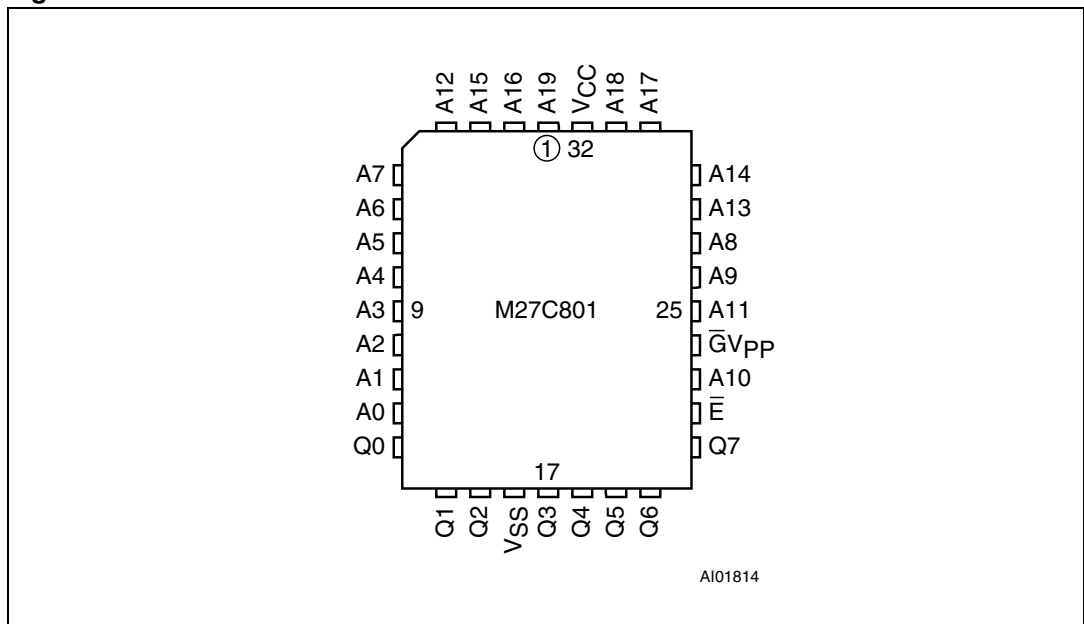 A12 A15 A16 A19 VCC A18 A17
1 32
A7 A14
A6 A13
A5 A8
A4 A9
A3 9 M27C801 25 A11
A2 G̅VPP
A1 A10
A0 E̅
Q0 Q7
17
Q1 Q2 VSS Q3 Q4 Q5 Q6
AI01814